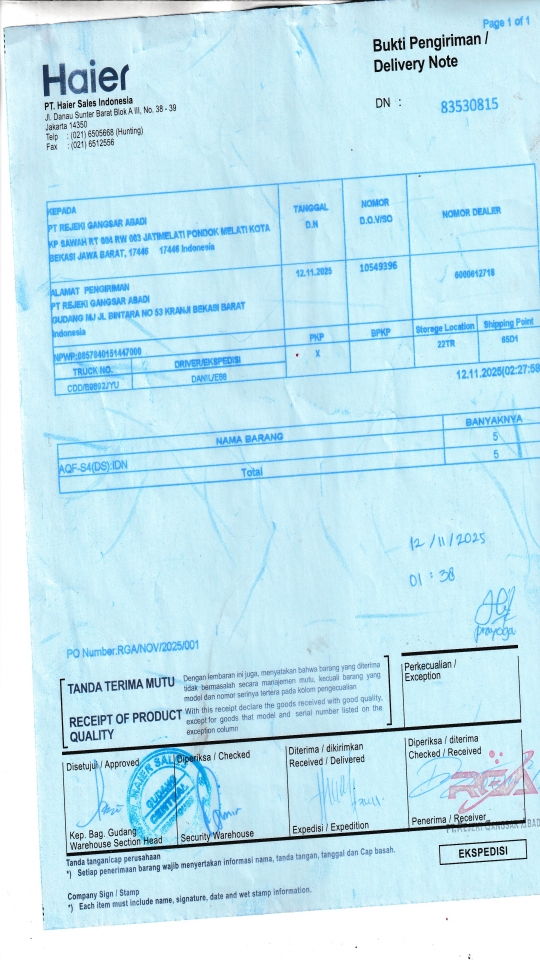 Page 1 of 1
Bukti Pengiriman /
Delivery Note
DN : 83530815
Haier
PT. Haier Sales Indonesia
Jl. Danau Sunter Barat Blok A III, No. 38 - 39
Jakarta 14350
Telp : (021) 6505668 (Hunting)
Fax : (021) 6512556
KEPADA
PT REJEKI GANGSAR ABADI
KP SAWAH RT 004 RW 003 JATIMELATI PONDOK MELATI KOTA
BEKASI JAWA BARAT, 17446 17446 Indonesia
TANGGAL
D.N
NOMOR
D.O./I/SO
NOMOR DEALER
12.11.2025
10549396
6000612718
ALAMAT PENGIRIMAN
PT REJEKI GANGSAR ABADI
GUDANG MJ JL BINTARA NO 53 KRANJI BEKASI BARAT
Indonesia
PKP
BPKP
Storage Location
Shipping Point
X
22TR
65D1
NPWP:0657840151447000
TRUCK NO.
DRIVER/EKSPEDISI
12.11.2025(02:27:58
NAMA BARANG
BANYAKNYA
AQF-S4(DS):IDN
5
Total
5
12/11/2025
01:38
prayoga
PO Number:RGA/NOV/2025/001
TANDA TERIMA MUTU
Dengan lembaran ini juga, menyatakan bahwa barang yang diterima
tidak bermasalah secara manajemen mutu, kecuali barang yang
model dan nomor serinya tertera pada kolom pengecualian
RECEIPT OF PRODUCT
QUALITY
With this receipt declare the goods received with good quality,
except for goods that model and serial number listed on the
exception column
Perkecualian /
Exception
Disetujui / Approved
Diperiksa / Checked
Diterima / dikirimkan
Received / Delivered
Diperiksa / diterima
Checked / Received
HAIER SALES
GUDANG
CENTRAL
RGA
Kep. Bag. Gudang
Warehouse Section Head
Security Warehouse
Expedisi / Expedition
Penerima / Receiver
Tanda tangan/cap perusahaan
*) Setiap penerimaan barang wajib menyertakan informasi nama, tanda tangan, tanggal dan Cap basah.
EKSPEDISI
Company Sign / Stamp
*) Each item must include name, signature, date and wet stamp information.